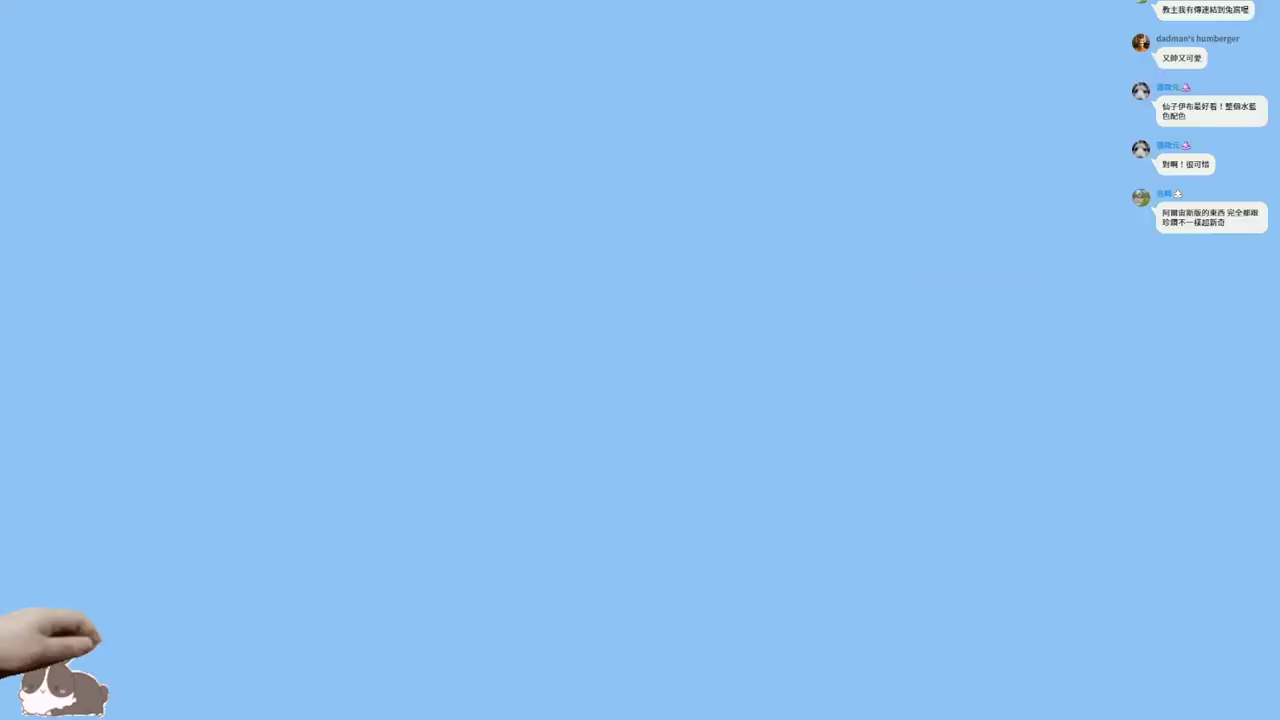 教主我有傳連結到兔窩喔
dadman's humberger
又帥又可愛
仙子伊布最好看！整個水藍
色配色
對啊！很可惜
阿爾宙斯版的東西 完全都跟
珍鑽不一樣超新奇